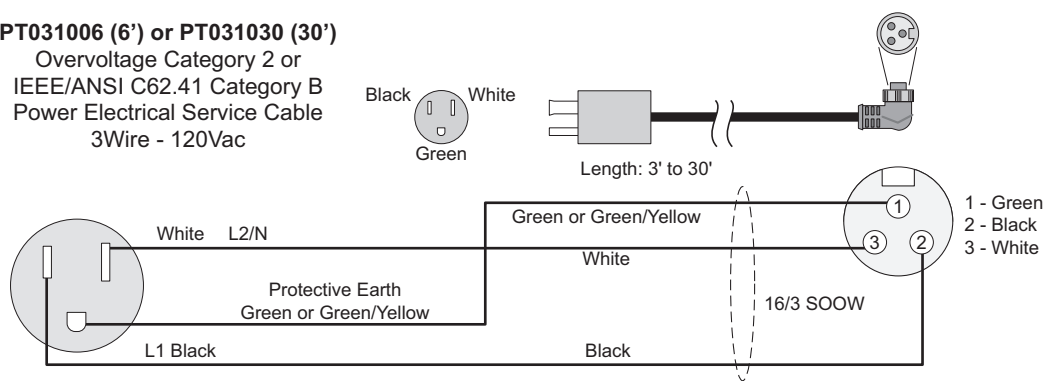 PT031006 (6’) or PT031030 (30’)
Overvoltage Category 2 or
IEEE/ANSI C62.41 Category B
Power Electrical Service Cable
3Wire - 120Vac
Black
White
Green
Length: 3' to 30'
White L2/N
Green or Green/Yellow
White
Protective Earth
Green or Green/Yellow
L1 Black
Black
16/3 SOOW
1
3
2
1 - Green
2 - Black
3 - White